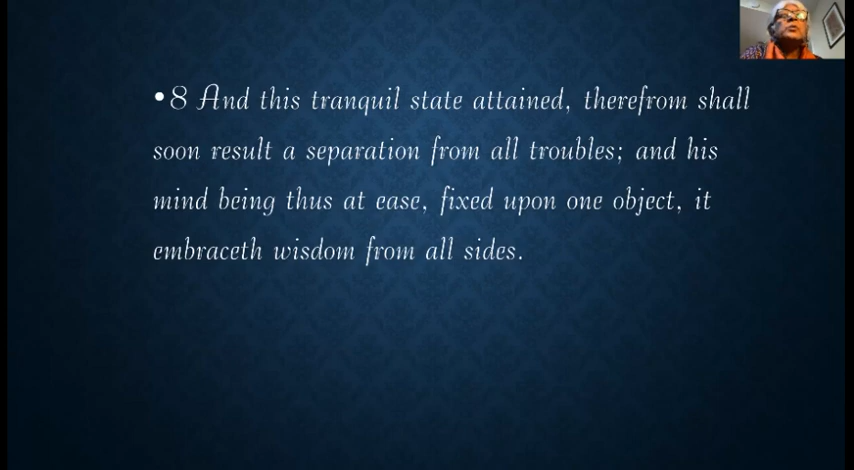 •8 And this tranquil state attained, therefrom shall
soon result a separation from all troubles; and his
mind being thus at ease, fixed upon one object, it
embraceth wisdom from all sides.